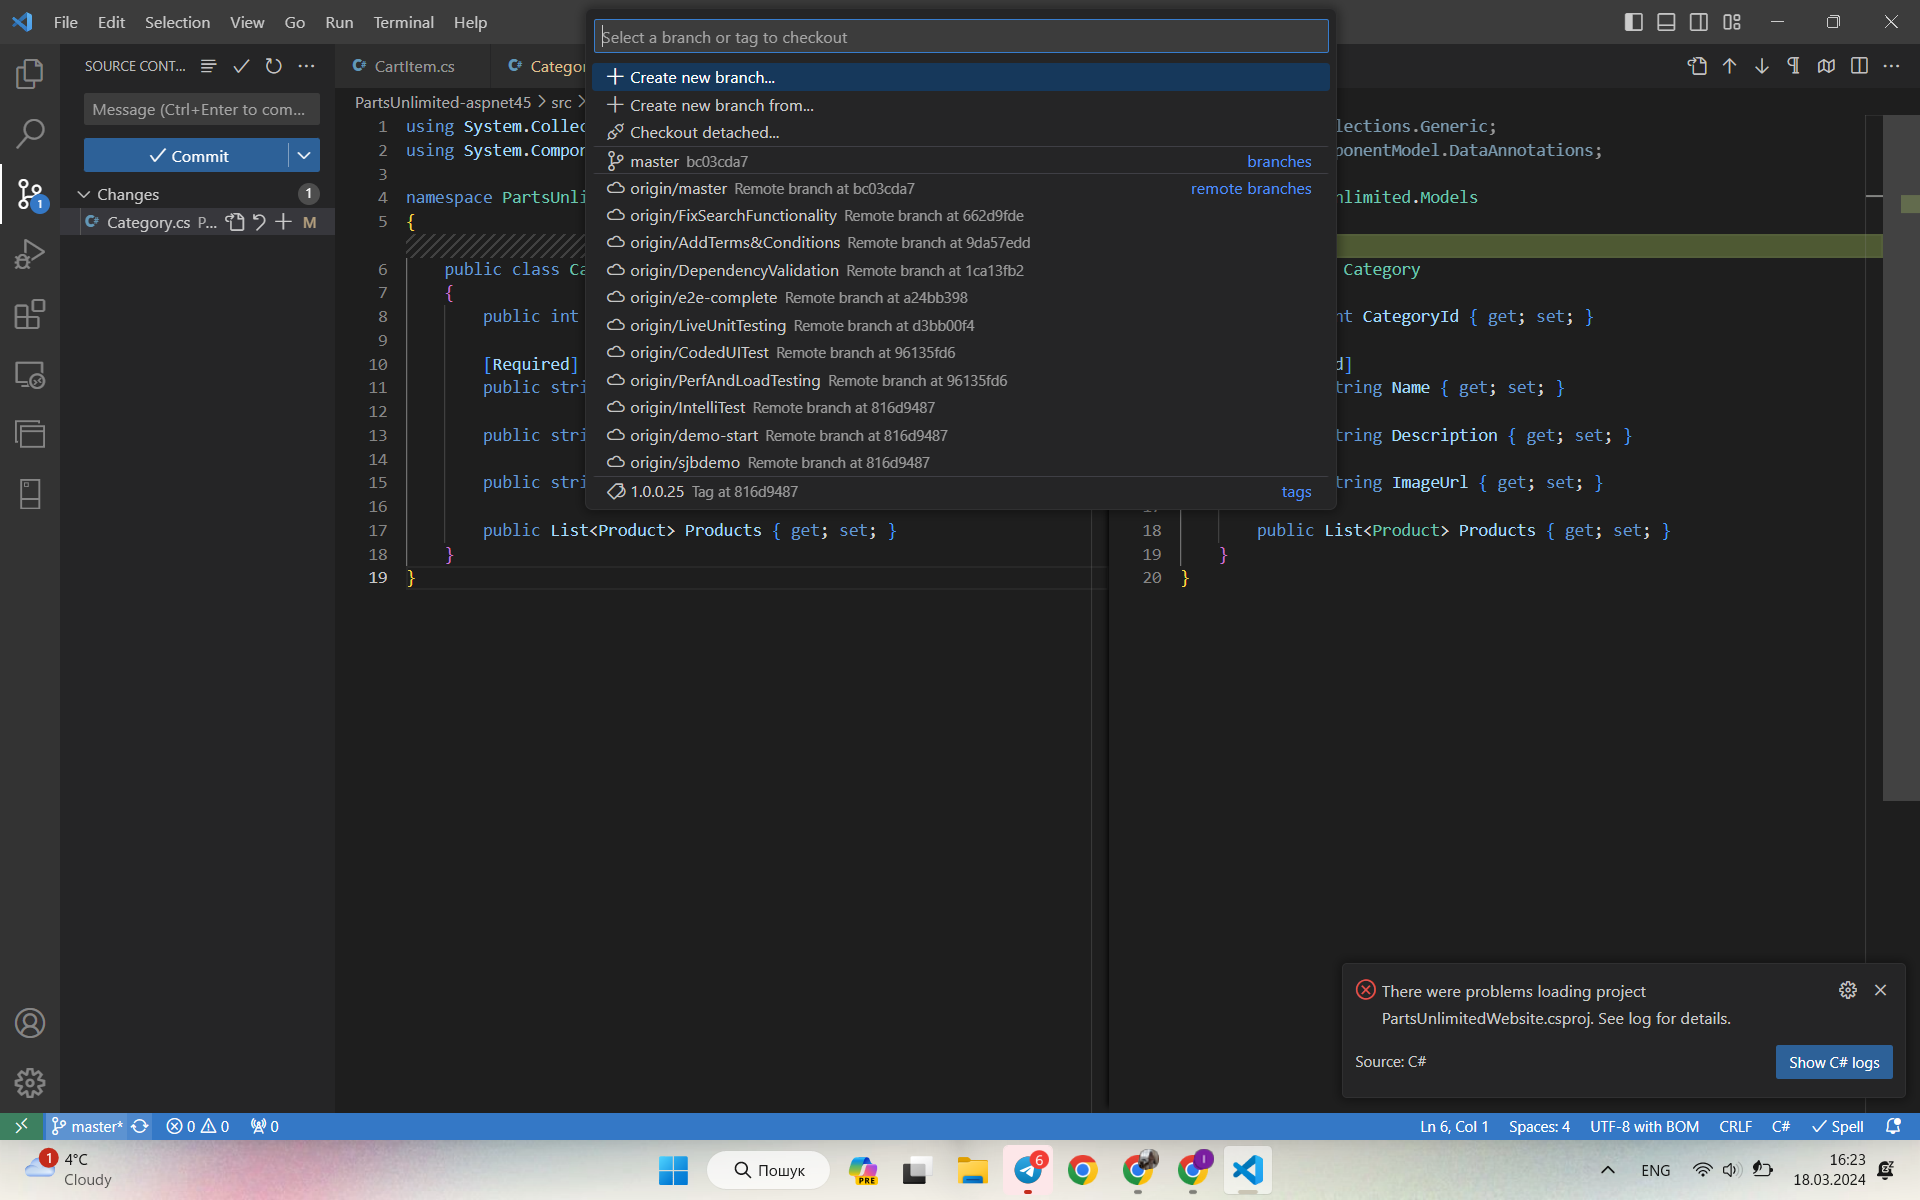 File Edit Selection View Go Run Terminal Help
Select a branch or tag to checkout
Create new branch...
Create new branch from...
Checkout detached...
master bc03cda7 branches
origin/master Remote branch at bc03cda7 remote branches
origin/FixSearchFunctionality Remote branch at 662d9fde
origin/AddTerms&Conditions Remote branch at 9da57edd
origin/DependencyValidation Remote branch at 1ca13fb2
origin/e2e-complete Remote branch at a24bb398
origin/LiveUnitTesting Remote branch at d3bb00f4
origin/CodedUITest Remote branch at 96135fd6
origin/PerfAndLoadTesting Remote branch at 96135fd6
origin/IntelliTest Remote branch at 816d9487
origin/demo-start Remote branch at 816d9487
origin/sjbdemo Remote branch at 816d9487
1.0.0.25 Tag at 816d9487 tags
SOURCE CONT...
Message (Ctrl+Enter to com...
Commit
Changes 1
Category.cs P... M
1
C# CartItem.cs C# Catego
PartsUnlimited-aspnet45 > src >
1 using System.Collec
2 using System.Compon
3
4 namespace PartsUnli
5 {
6 public class Ca
7 {
8 public int
9
10 [Required]
11 public stri
12
13 public stri
14
15 public stri
16
17 public List<Product> Products { get; set; }
18 }
19 }
lections.Generic;
ponentModel.DataAnnotations;
nlimited.Models
Category
nt CategoryId { get; set; }
d]
tring Name { get; set; }
tring Description { get; set; }
tring ImageUrl { get; set; }
18 public List<Product> Products { get; set; }
19 }
20 }
There were problems loading project
PartsUnlimitedWebsite.csproj. See log for details.
Source: C#
Show C# logs
master* 0 0 0
Ln 6, Col 1 Spaces: 4 UTF-8 with BOM CRLF C# Spell
1
4°C
Cloudy
Пошук
PRE
6
I
ENG
16:23
18.03.2024